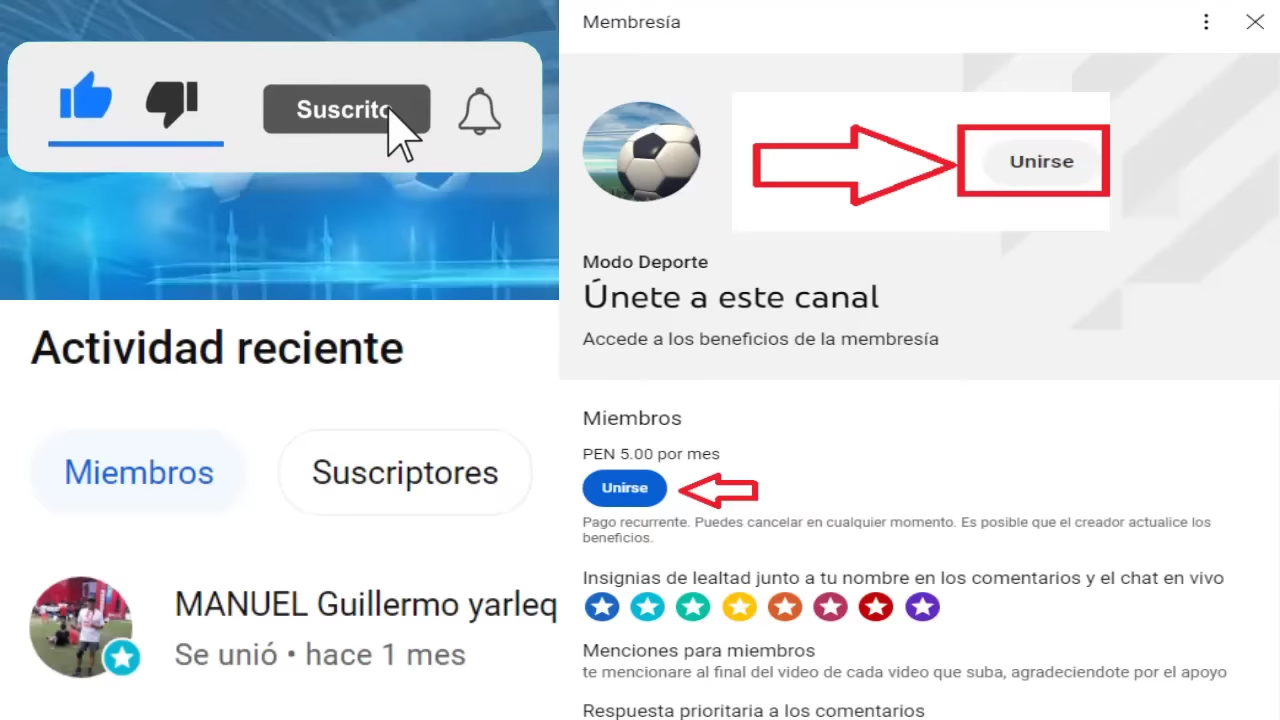 Suscrito
Actividad reciente
Miembros
Suscriptores
MANUEL Guillermo yarleq
Se unió • hace 1 mes
Membresía
Unirse
Modo Deporte
Únete a este canal
Accede a los beneficios de la membresía
Miembros
PEN 5.00 por mes
Unirse
Pago recurrente. Puedes cancelar en cualquier momento. Es posible que el creador actualice los
beneficios.
Insignias de lealtad junto a tu nombre en los comentarios y el chat en vivo
Menciones para miembros
te mencionare al final del video de cada video que suba, agradeciendote por el apoyo
Respuesta prioritaria a los comentarios